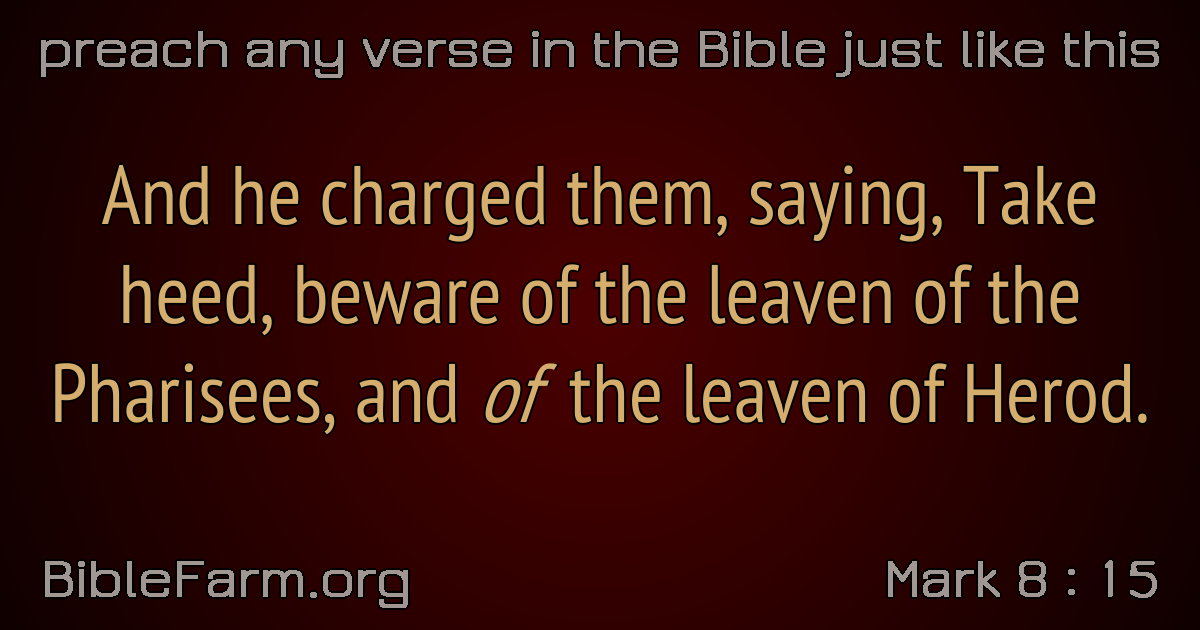 preach any verse in the Bible just like this
And he charged them, saying, Take
heed, beware of the leaven of the
Pharisees, and of the leaven of Herod.
BibleFarm.org
Mark 8 : 15